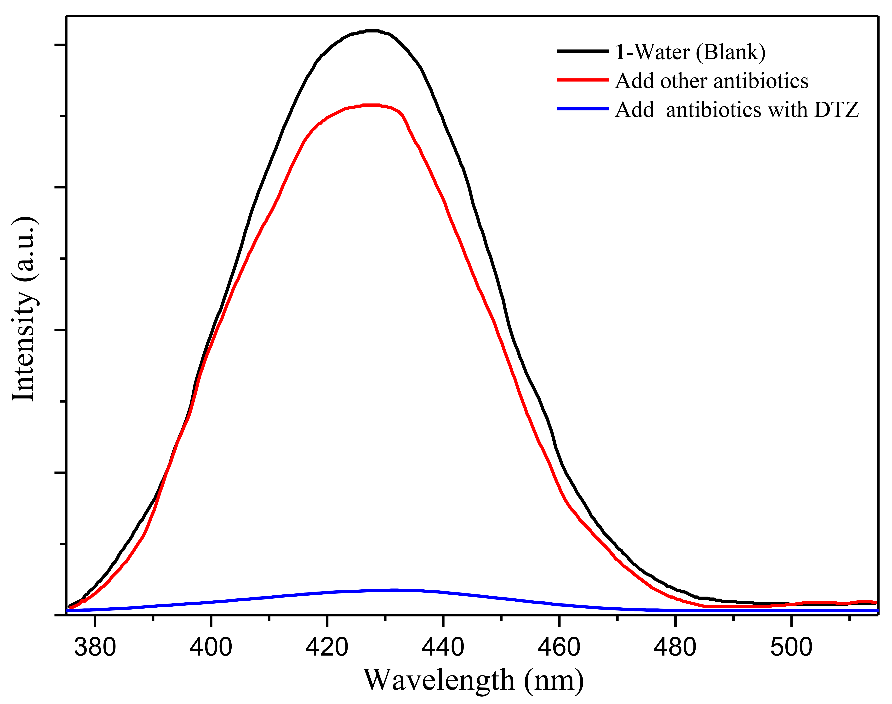 1-Water (Blank)
Add other antibiotics
Add  antibiotics with DTZ
Intensity (a.u.)
380 400 420 440 460 480 500
Wavelength (nm)